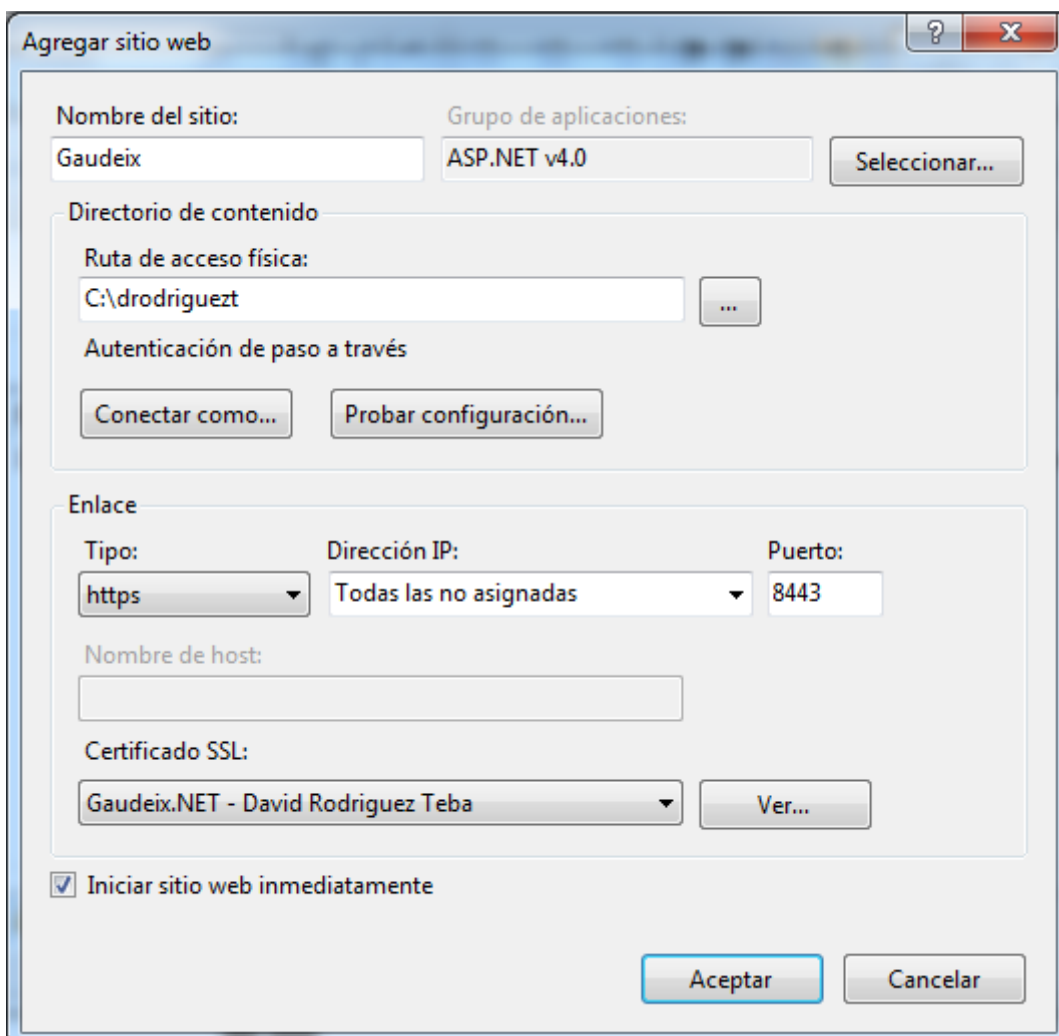 Agregar sitio web
Nombre del sitio: Grupo de aplicaciones:
Gaudeix ASP.NET v4.0 Seleccionar...
Directorio de contenido
Ruta de acceso física:
C:\drodriguezt ...
Autenticación de paso a través
Conectar como... Probar configuración...
Enlace
Tipo: Dirección IP: Puerto:
https Todas las no asignadas 8443
Nombre de host:
Certificado SSL:
Gaudeix.NET - David Rodriguez Teba Ver...
Iniciar sitio web inmediatamente
Aceptar Cancelar